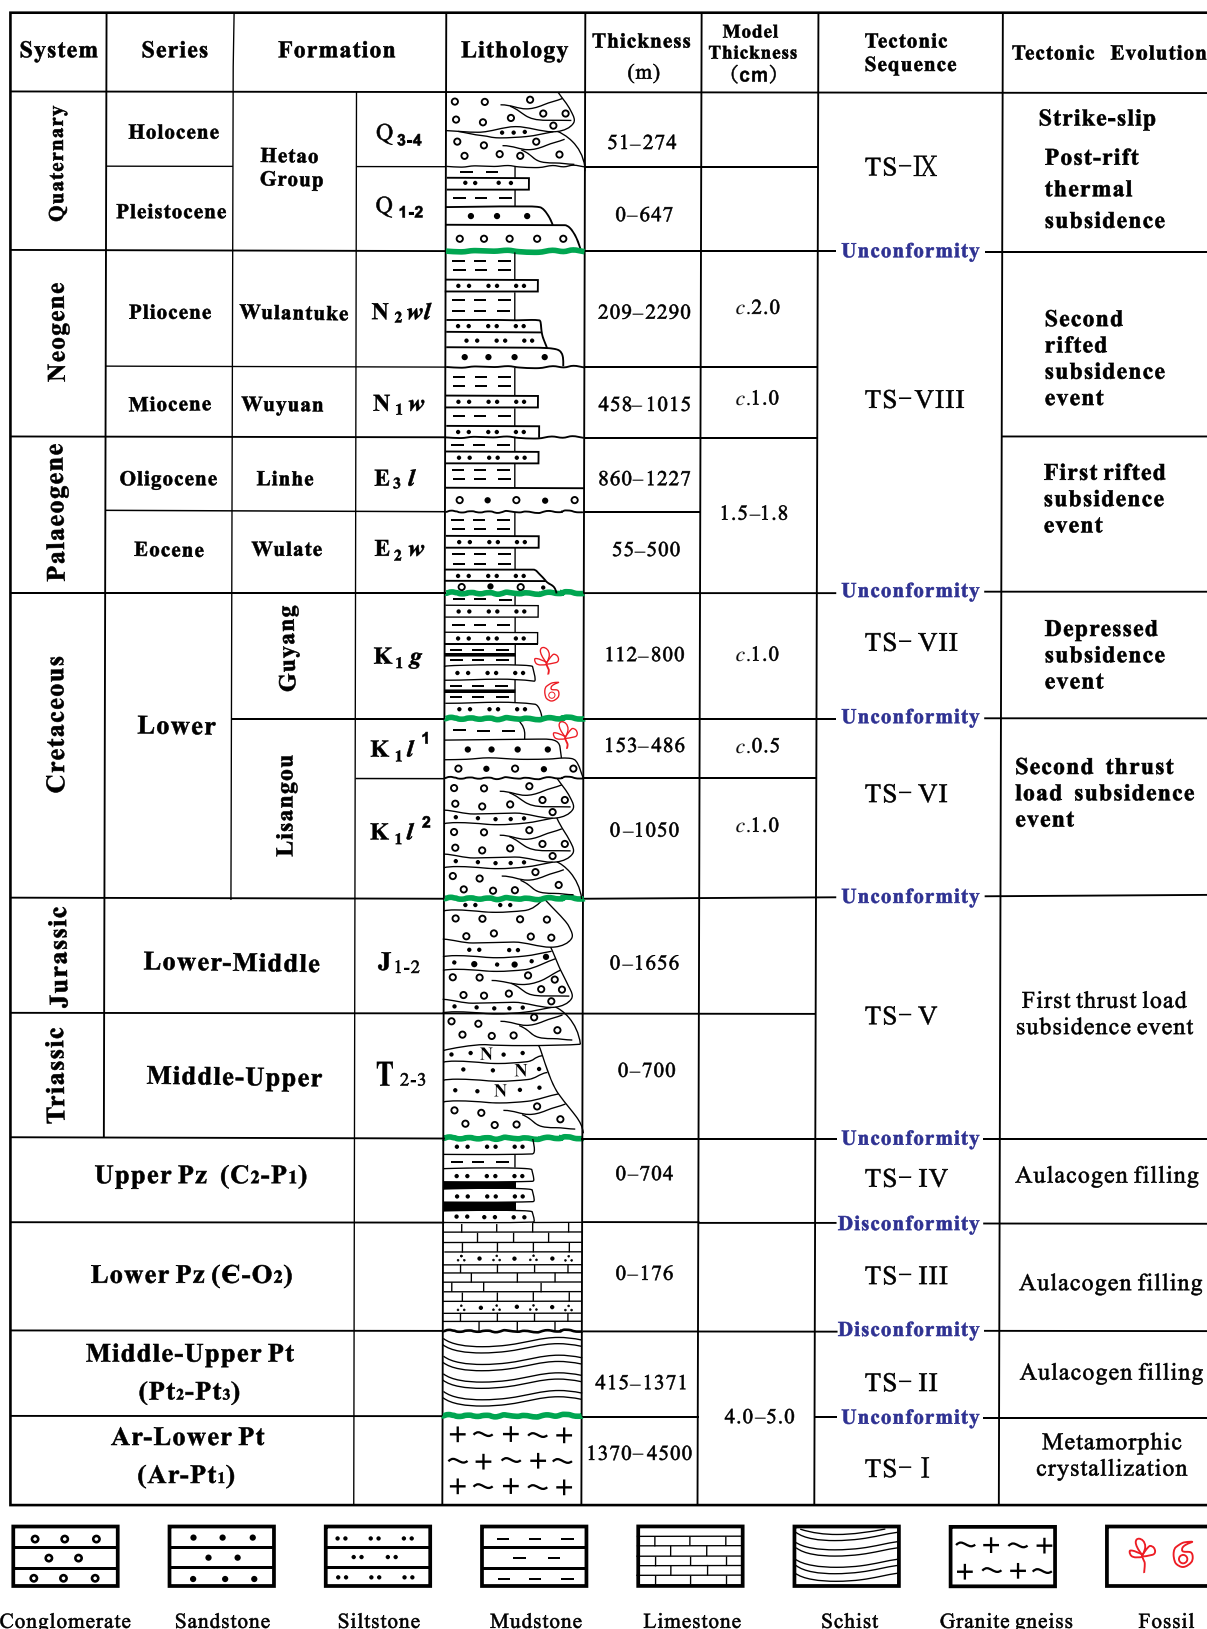 System Series Formation Lithology Thickness (m) Model Thickness (cm) Tectonic Sequence Tectonic Evolution
Quaternary
Holocene
Hetao Group
Q3-4
51–274
TS-IX
Strike-slip
Post-rift
thermal
subsidence
Pleistocene
Q1-2
0–647
Unconformity
Neogene
Pliocene
Wulantuke
N2wl
209–2290
c.2.0
TS-VIII
Second
rifted
subsidence
event
Miocene
Wuyuan
N1w
458–1015
c.1.0
Palaeogene
Oligocene
Linhe
E3l
860–1227
1.5–1.8
First rifted
subsidence
event
Eocene
Wulate
E2w
55–500
Unconformity
Cretaceous
Lower
Guyang
K1g
112–800
c.1.0
TS-VII
Depressed
subsidence
event
Unconformity
Lisangou
K1l1
153–486
c.0.5
TS-VI
Second thrust
load subsidence
event
K1l2
0–1050
c.1.0
Unconformity
Jurassic
Lower-Middle
J1-2
0–1656
TS-V
First thrust load
subsidence event
Triassic
Middle-Upper
T2-3
N
N
N
0–700
Unconformity
Upper Pz (C2-P1)
0–704
TS-IV
Aulacogen filling
Disconformity
Lower Pz (Є-O2)
0–176
TS-III
Aulacogen filling
Disconformity
Middle-Upper Pt
(Pt2-Pt3)
415–1371
4.0–5.0
TS-II
Aulacogen filling
Unconformity
Ar-Lower Pt
(Ar-Pt1)
1370–4500
TS-I
Metamorphic
crystallization
Conglomerate Sandstone Siltstone Mudstone Limestone Schist Granite gneiss Fossil